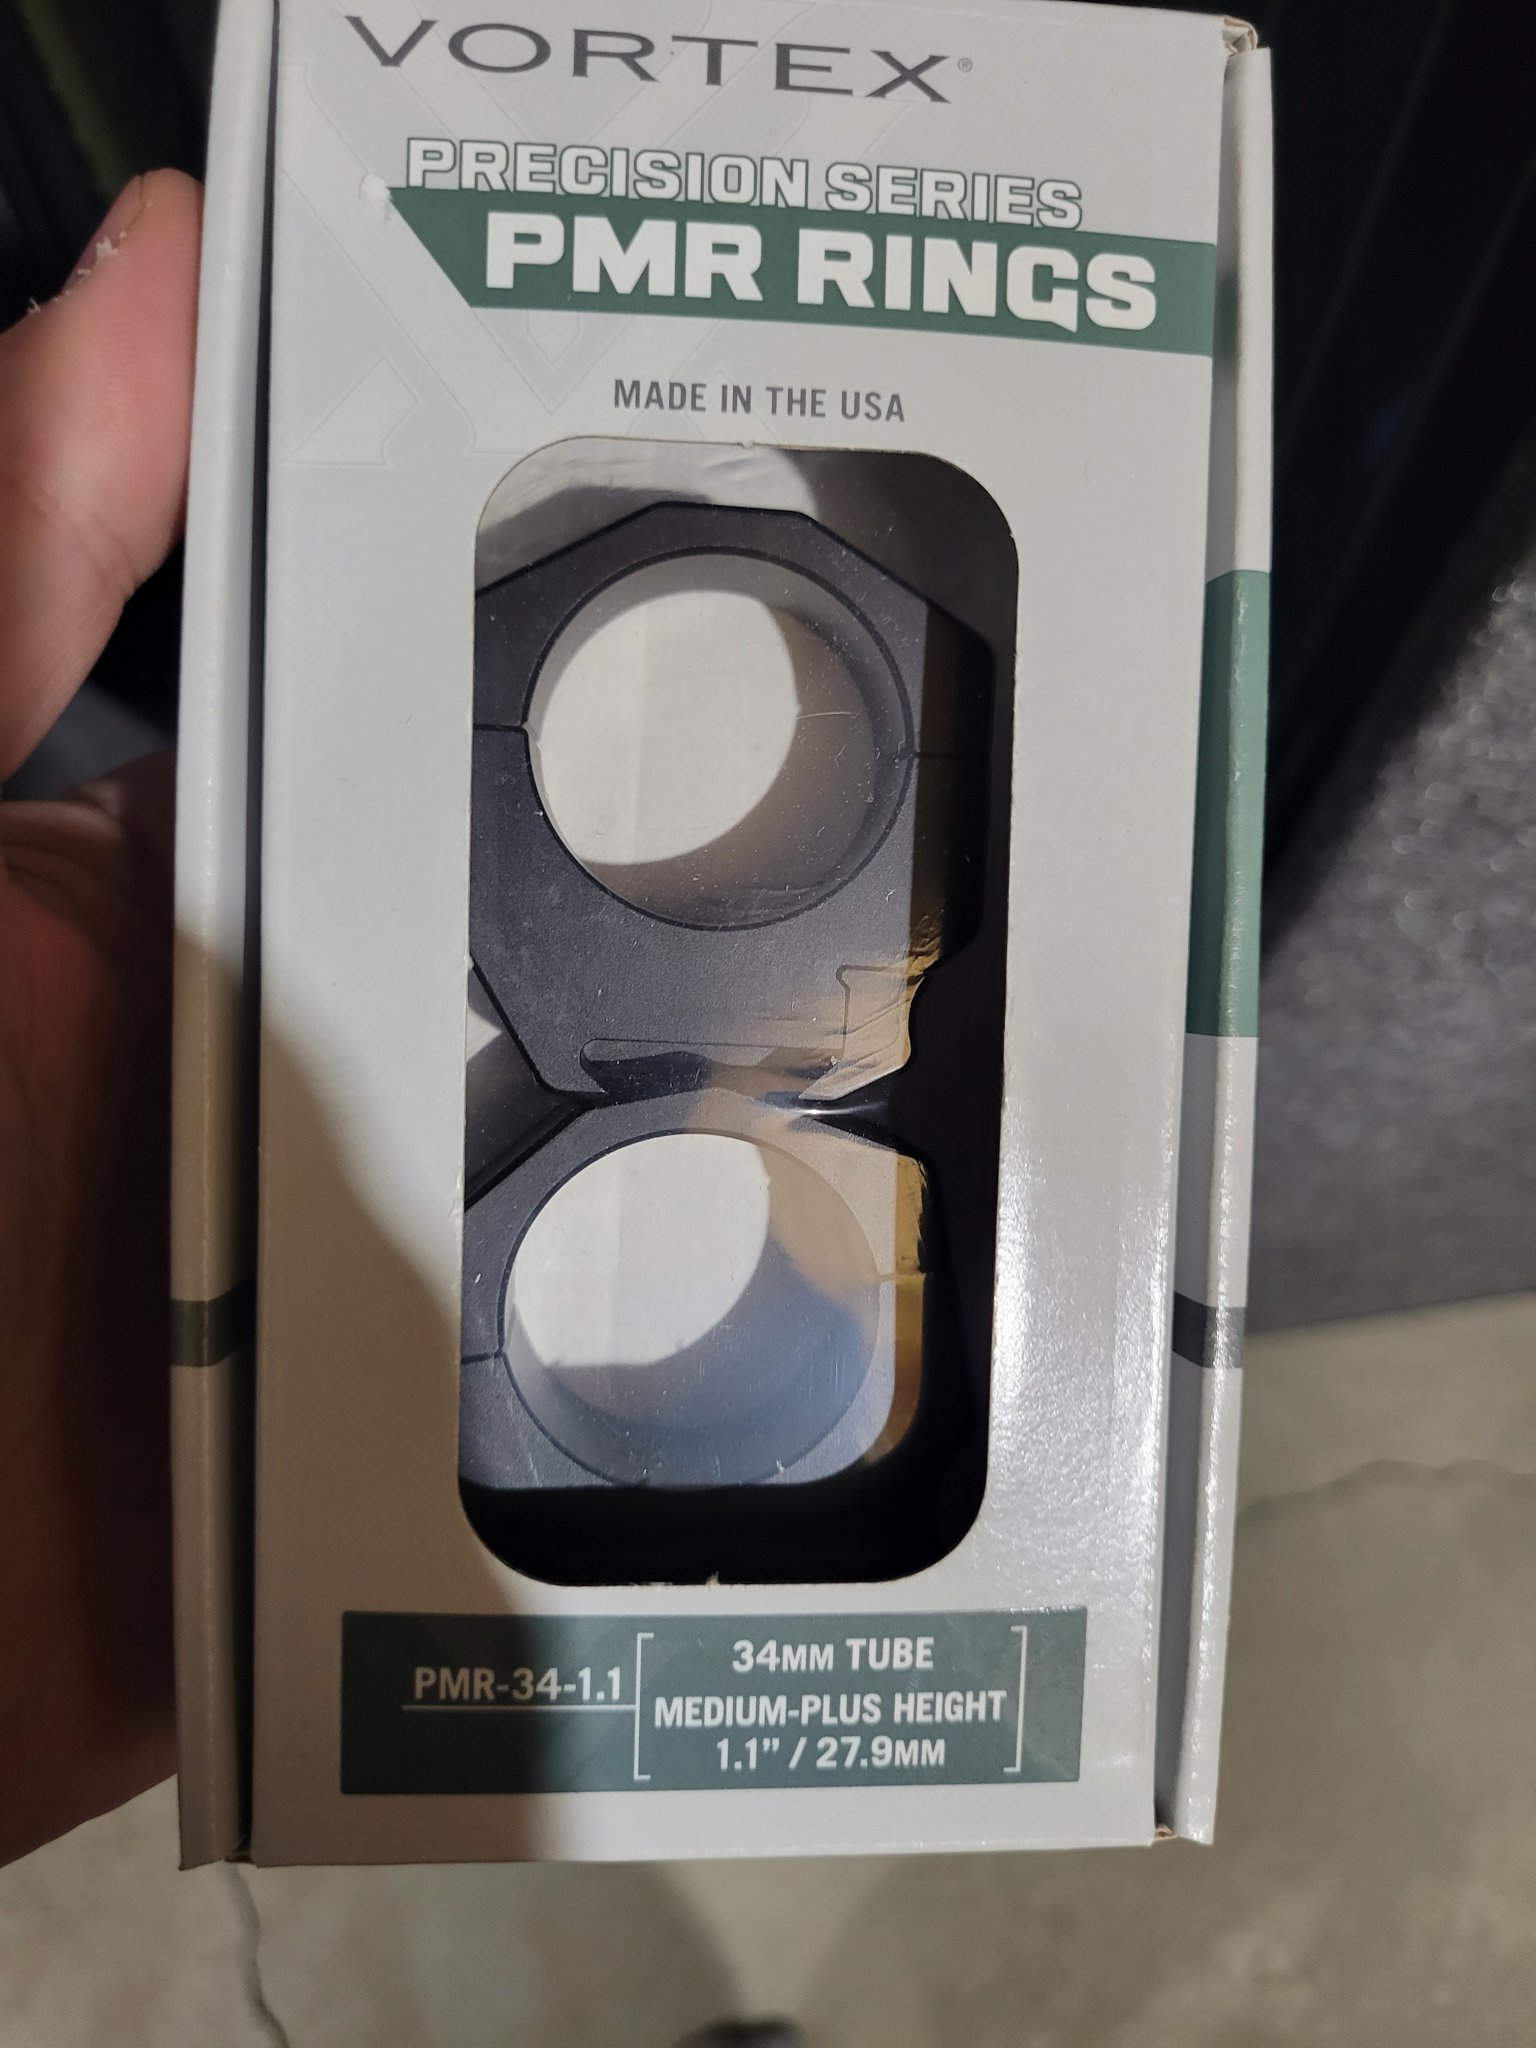 VORTEX®
PRECISION SERIES
PMR RINGS
MADE IN THE USA
PMR-34-1.1
34MM TUBE
MEDIUM-PLUS HEIGHT
1.1” / 27.9MM